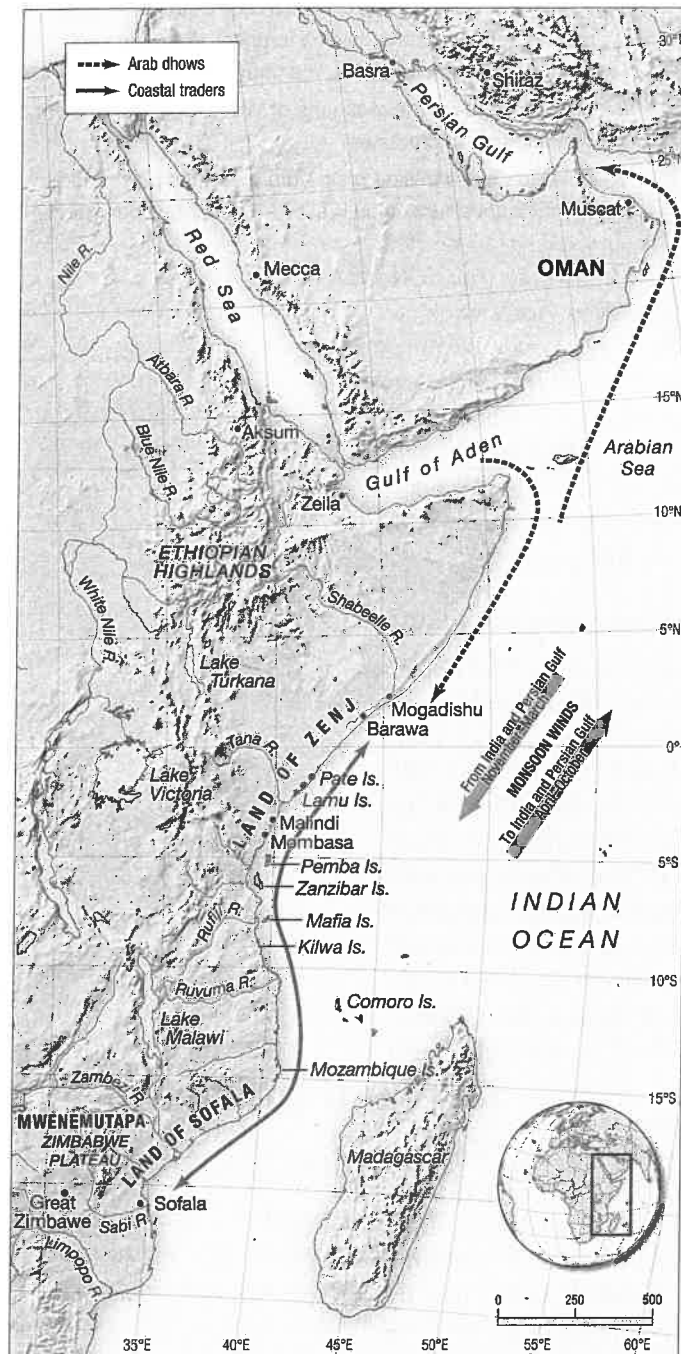 Arab dhows
Coastal traders
30°N
Basra
Shiraz
Persian Gulf
25°N
Muscat
OMAN
Nile R.
Red Sea
Mecca
Atbara R.
15°N
Aksum
Blue Nile R.
Gulf of Aden
Arabian
Sea
Zeila
10°N
ETHIOPIAN
HIGHLANDS
White Nile R.
Shabeelle R.
5°N
Lake
Turkana
Mogadishu
Barawa
From India and Persian Gulf
November-March
MONSOON WINDS
To India and Persian Gulf
April-October
0°
Tana R.
LAND OF ZENJ
Lake
Victoria
Pate Is.
Lamu Is.
Malindi
Mombasa
Pemba Is.
5°S
Zanzibar Is.
INDIAN
OCEAN
Rufiji R.
Mafia Is.
Kilwa Is.
10°S
Ruvuma R.
Comoro Is.
Lake
Malawi
Mozambique Is.
Zambezi R.
15°S
MWENEMUTAPA
ZIMBABWE
PLATEAU
LAND OF SOFALA
Madagascar
Great
Zimbabwe
Sofala
Sabi R.
Limpopo R.
0 250 500
35°E 40°E 45°E 50°E 55°E 60°E